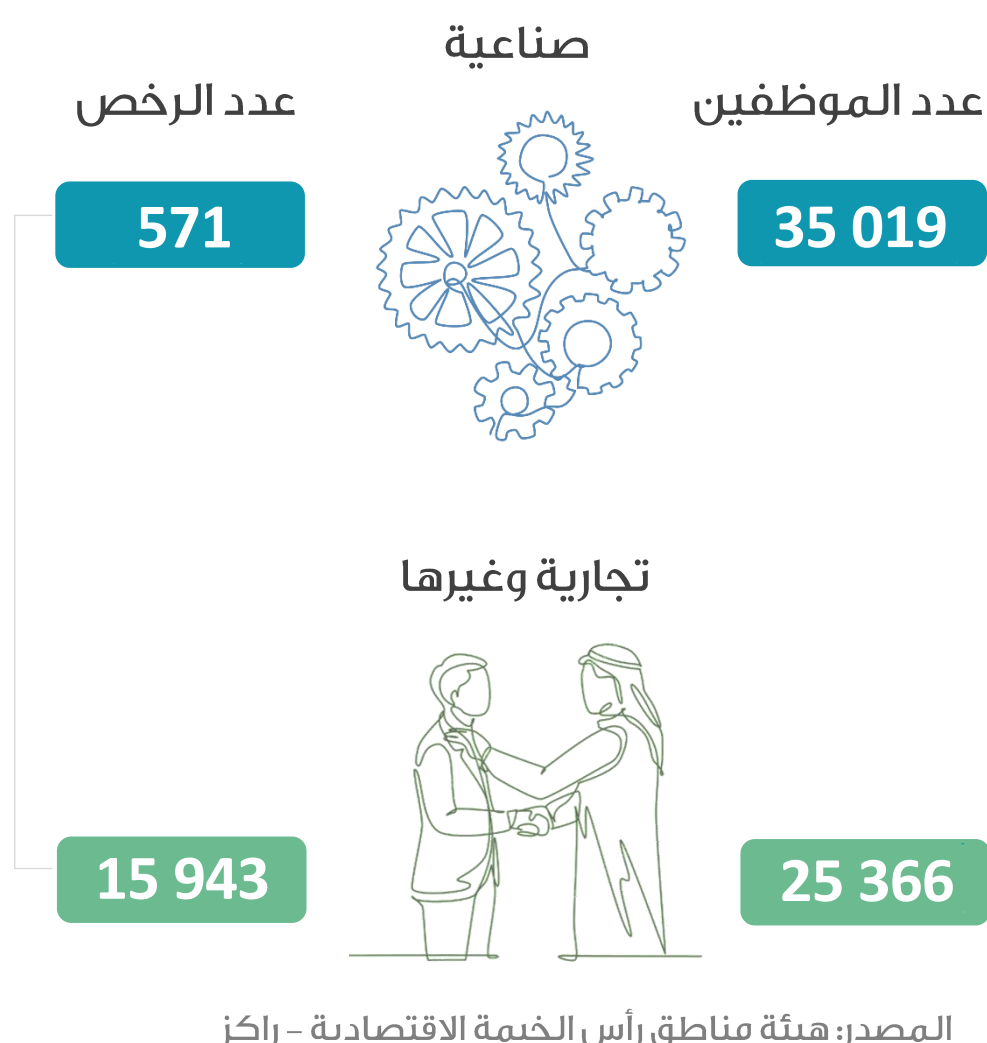 صناعية
عدد الموظفين
عدد الرخص
35 019
571
تجارية وغيرها
25 366
15 943
المصدر: هيئة مناطق رأس الخيمة الاقتصادية – راكز